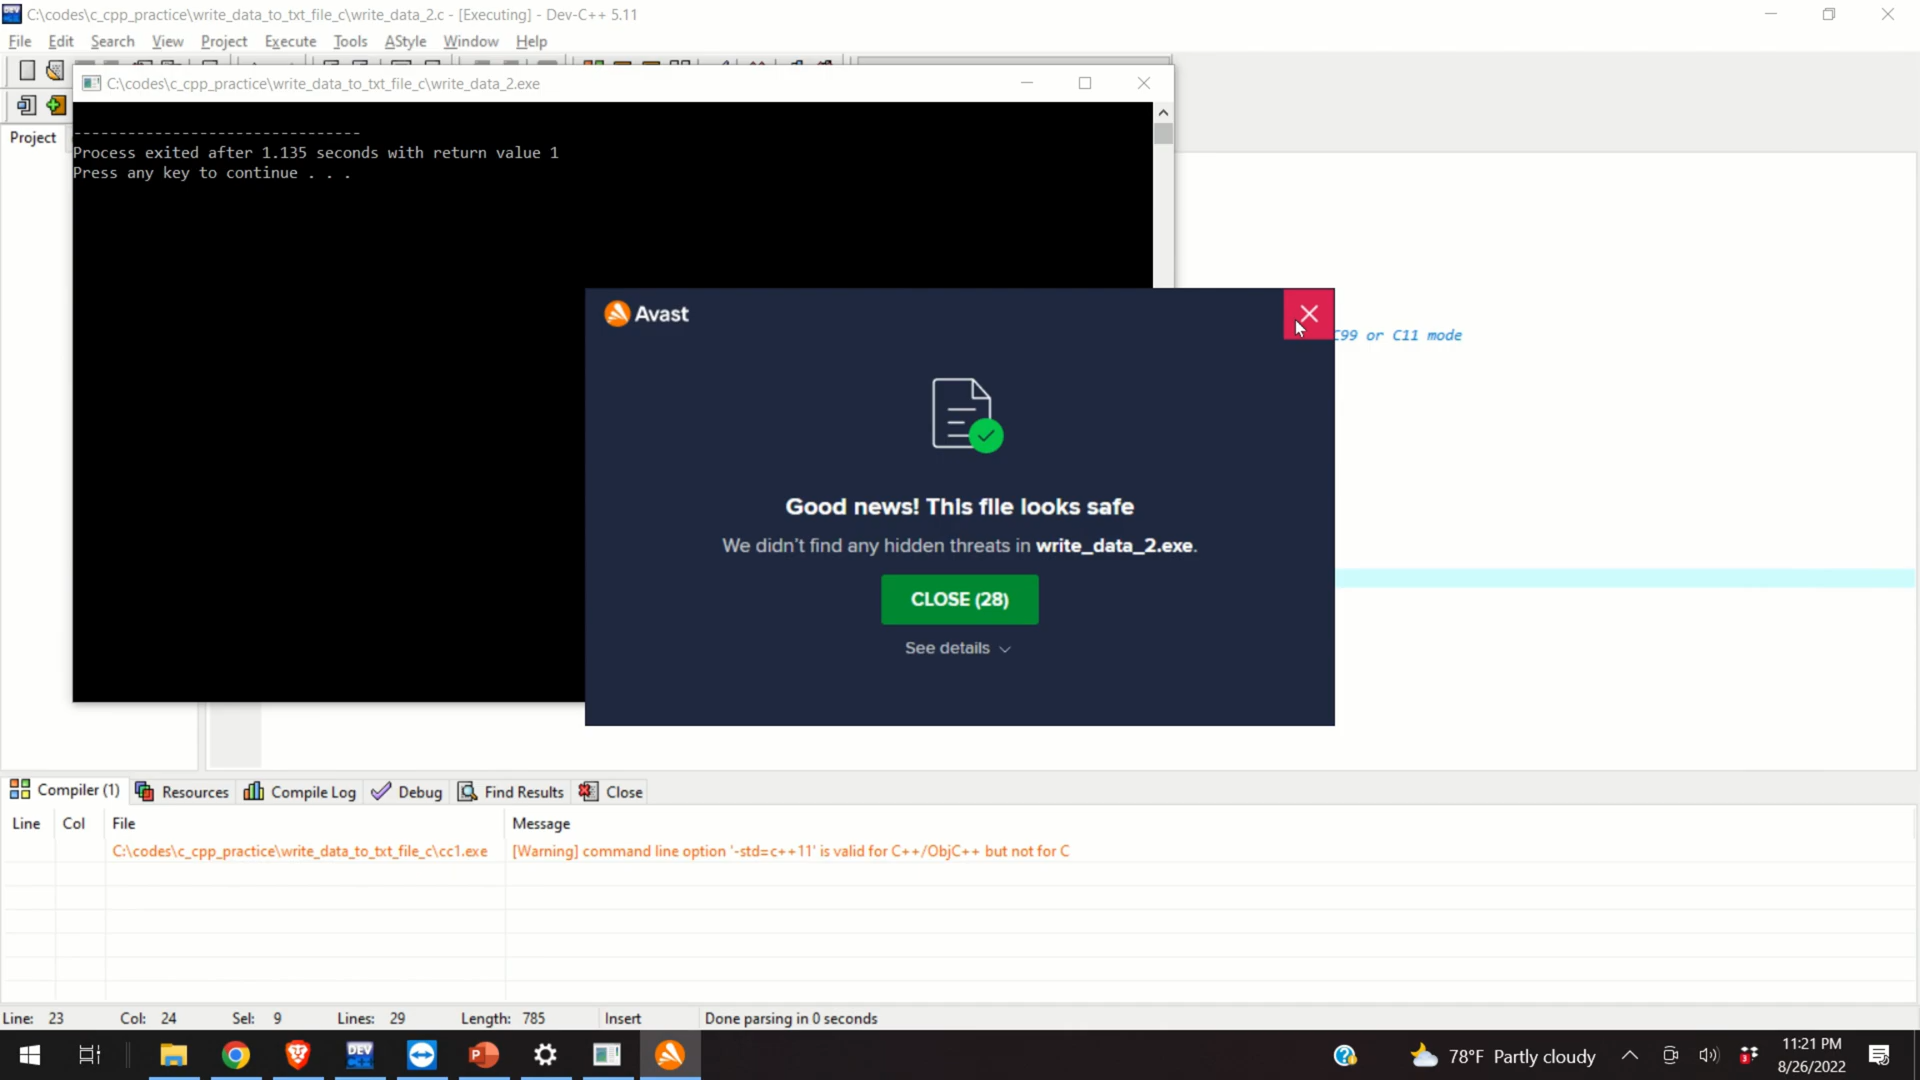 C:\codes\c_cpp_practice\write_data_to_txt_file_c\write_data_2.c - [Executing] - Dev-C++ 5.11
File Edit Search View Project Execute Tools AStyle Window Help
C:\codes\c_cpp_practice\write_data_to_txt_file_c\write_data_2.exe
Project
--------------------------------
Process exited after 1.135 seconds with return value 1
Press any key to continue . . .
Avast
C99 or C11 mode
Good news! This file looks safe
We didn't find any hidden threats in write_data_2.exe.
CLOSE (28)
See details
Compiler (1) Resources Compile Log Debug Find Results Close
Line Col File Message
C:\codes\c_cpp_practice\write_data_to_txt_file_c\cc1.exe [Warning] command line option '-std=c++11' is valid for C++/ObjC++ but not for C
Line: 23 Col: 24 Sel: 9 Lines: 29 Length: 785 Insert Done parsing in 0 seconds
DEV
78°F Partly cloudy
11:21 PM
8/26/2022